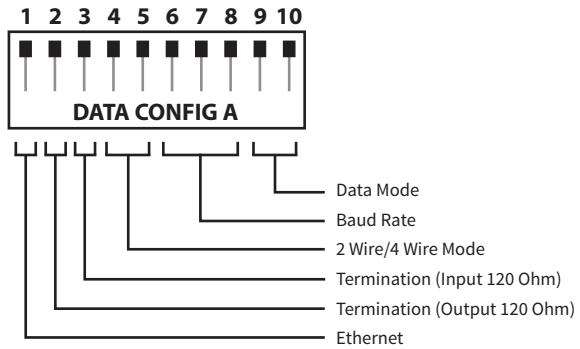 1 2 3 4 5 6 7 8 9 10
DATA CONFIG A
Data Mode
Baud Rate
2 Wire/4 Wire Mode
Termination (Input 120 Ohm)
Termination (Output 120 Ohm)
Ethernet